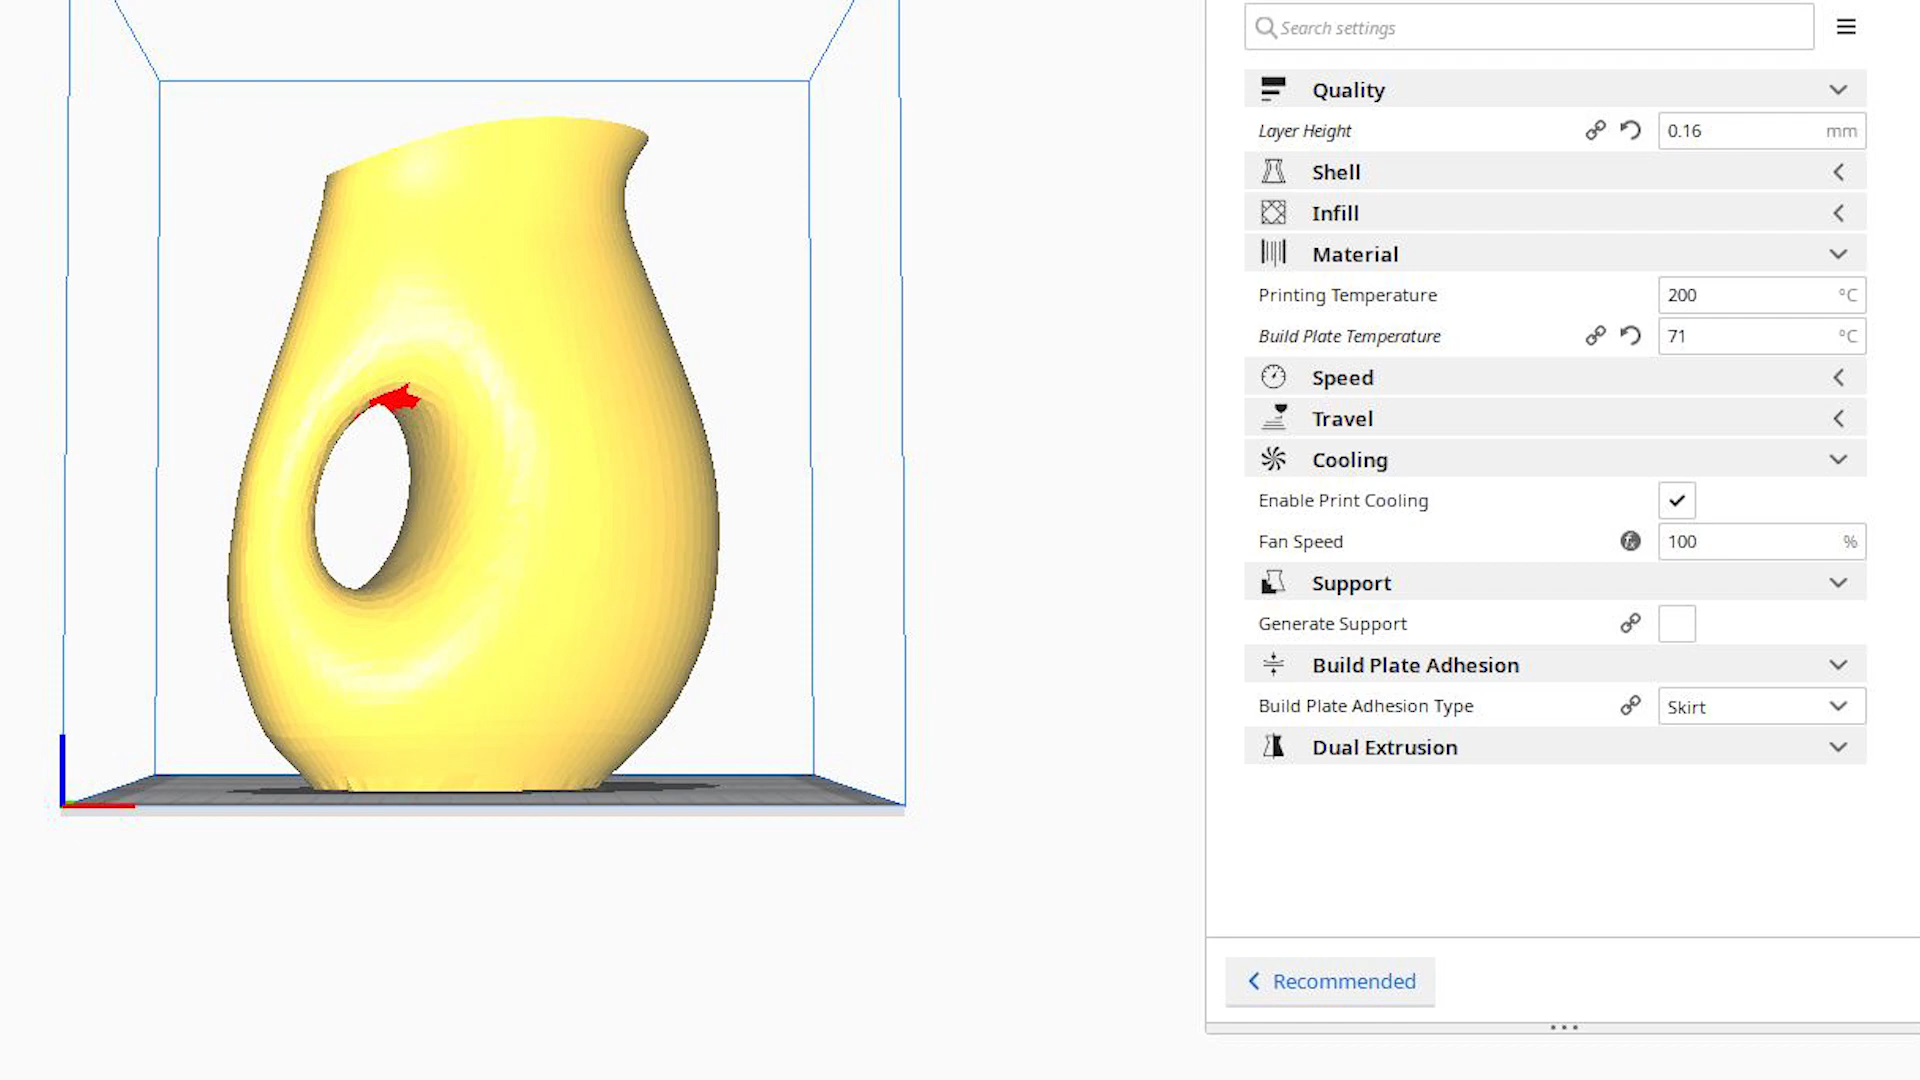 Search settings
Quality
Layer Height 0.16 mm
Shell
Infill
Material
Printing Temperature 200 °C
Build Plate Temperature 71 °C
Speed
Travel
Cooling
Enable Print Cooling
Fan Speed 100 %
Support
Generate Support
Build Plate Adhesion
Build Plate Adhesion Type Skirt
Dual Extrusion
Recommended